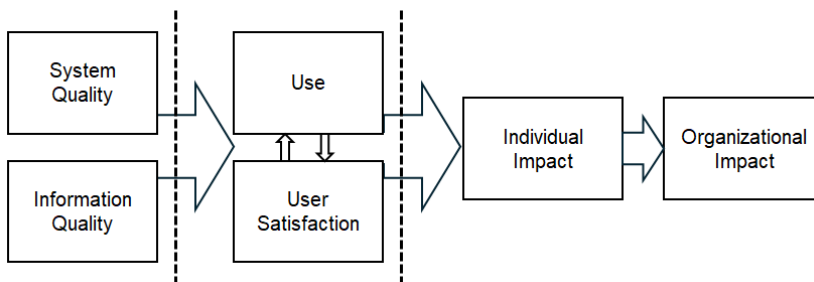 System
Quality
Information
Quality
Use
User
Satisfaction
Individual
Impact
Organizational
Impact